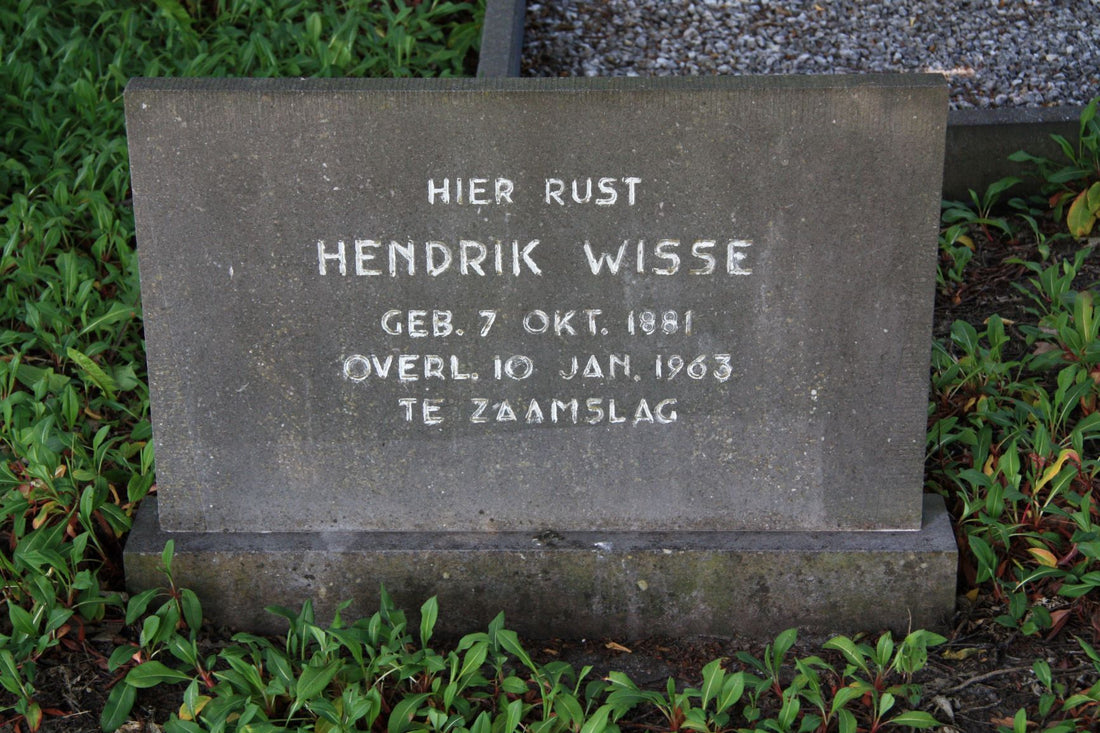 HIER RUST
HENDRIK WISSE
GEB. 7 OKT. 1881
OVERL. 10 JAN. 1963
TE ZAAMSLAG